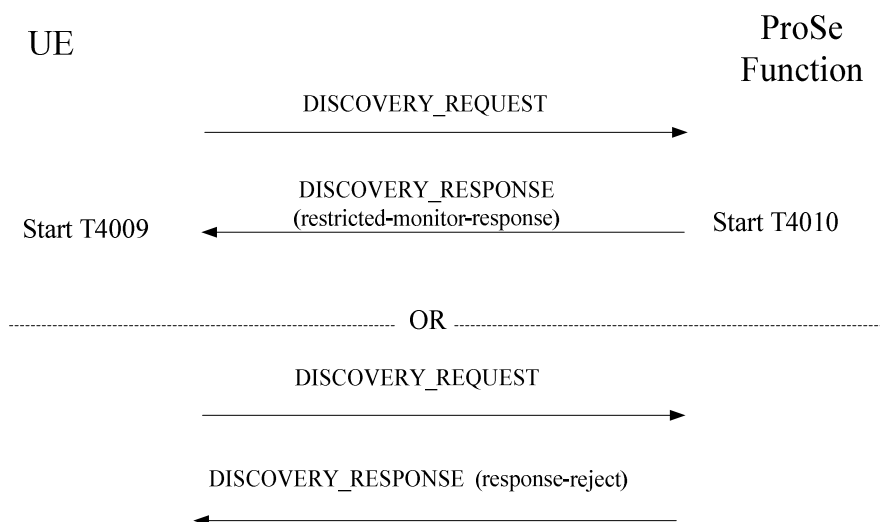 UE
ProSe
Function
DISCOVERY_REQUEST
DISCOVERY_RESPONSE
(restricted-monitor-response)
Start T4009
Start T4010
OR
DISCOVERY_REQUEST
DISCOVERY_RESPONSE (response-reject)